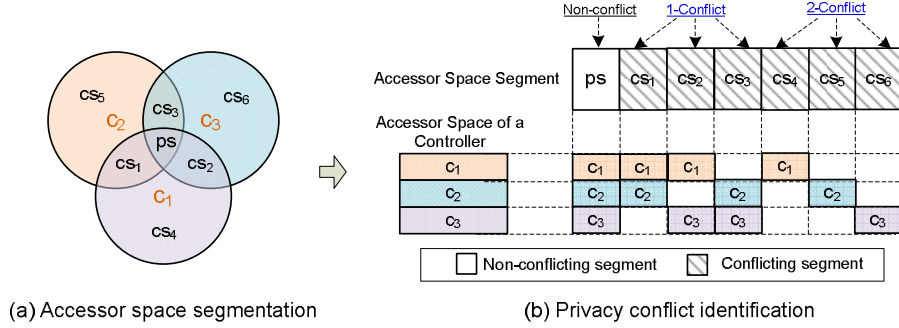 Non-conflict 1-Conflict 2-Conflict
Accessor Space Segment ps cs1 cs2 cs3 cs4 cs5 cs6
Accessor Space of a
Controller
c1 c1 c1 c1 c1
c2 c2 c2 c2 c2
c3 c3 c3 c3 c3
Non-conflicting segment Conflicting segment
cs5 c2 cs3 c3 cs6
ps
cs1 cs2
c1
cs4
(a) Accessor space segmentation (b) Privacy conflict identification